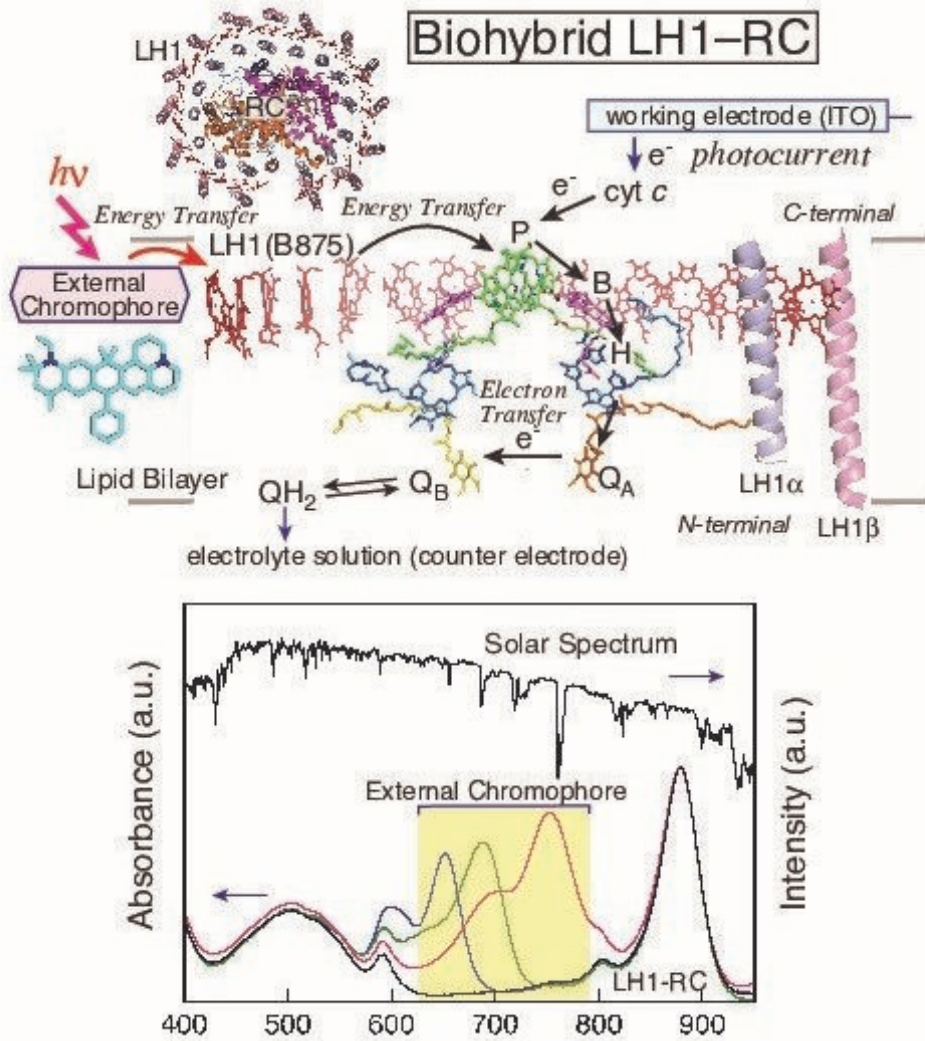 Biohybrid LH1–RC
LH1
RC
working electrode (ITO)
e⁻ photocurrent
hν
e⁻
cyt c
Energy Transfer
Energy Transfer
C-terminal
P
LH1(B875)
External
Chromophore
B
H
Electron
Transfer
e⁻
Lipid Bilayer
QH₂
Q_B
Q_A
LH1α
N-terminal
LH1β
electrolyte solution (counter electrode)
Solar Spectrum
Absorbance (a.u.)
Intensity (a.u.)
External Chromophore
LH1-RC
400 500 600 700 800 900